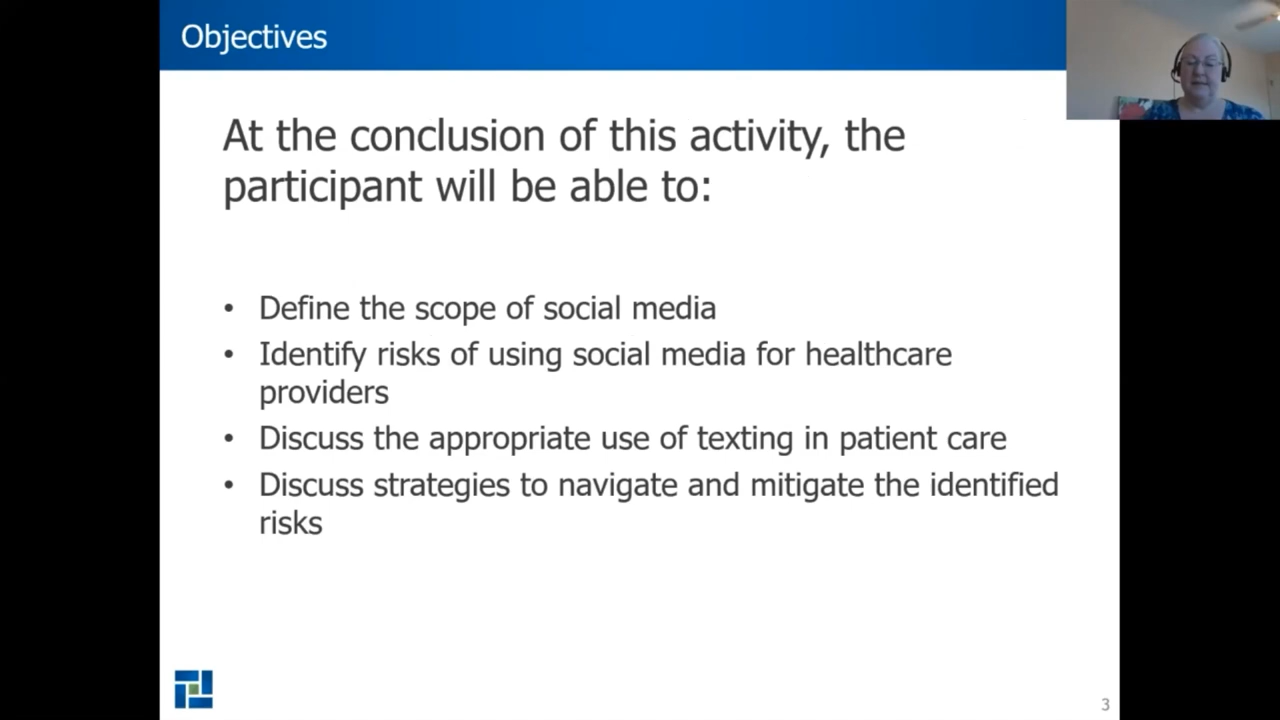 Objectives
At the conclusion of this activity, the
participant will be able to:
• Define the scope of social media
• Identify risks of using social media for healthcare
providers
• Discuss the appropriate use of texting in patient care
• Discuss strategies to navigate and mitigate the identified
risks
3